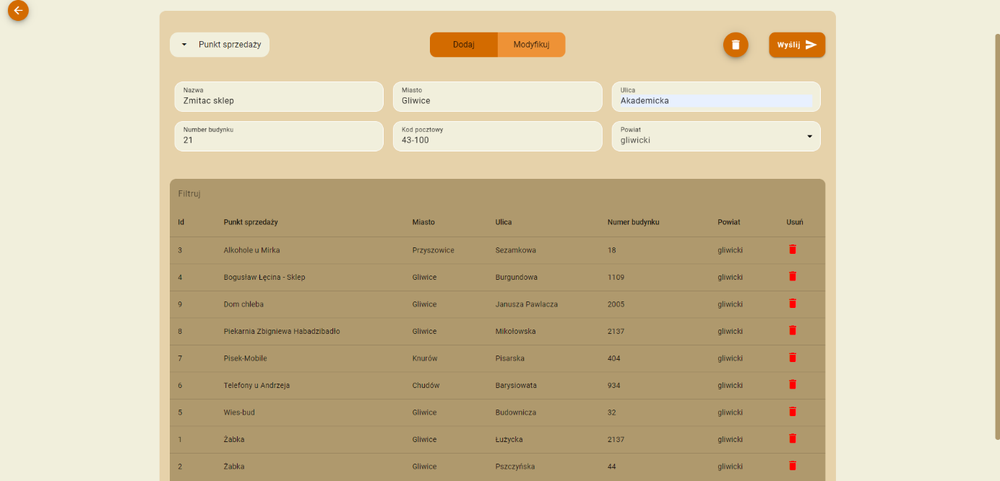 Punkt sprzedaży Dodaj Modyfikuj Wyślij
Nazwa Miasto Ulica
Zmitac sklep Gliwice Akademicka
Number budynku Kod pocztowy Powiat
21 43-100 gliwicki
Filtruj
Id Punkt sprzedaży Miasto Ulica Numer budynku Powiat Usuń
3 Alkohole u Mirka Przyszowice Sezamkowa 18 gliwicki
4 Bogusław Łęcina - Sklep Gliwice Burgundowa 1109 gliwicki
9 Dom chleba Gliwice Janusza Pawlacza 2005 gliwicki
8 Piekarnia Zbigniewa Habadzibadło Gliwice Mikołowska 2137 gliwicki
7 Pisek-Mobile Knurów Pisarska 404 gliwicki
6 Telefony u Andrzeja Chudów Barysiowata 934 gliwicki
5 Wies-bud Gliwice Budownicza 32 gliwicki
1 Żabka Gliwice Łużycka 2137 gliwicki
2 Żabka Gliwice Pszczyńska 44 gliwicki